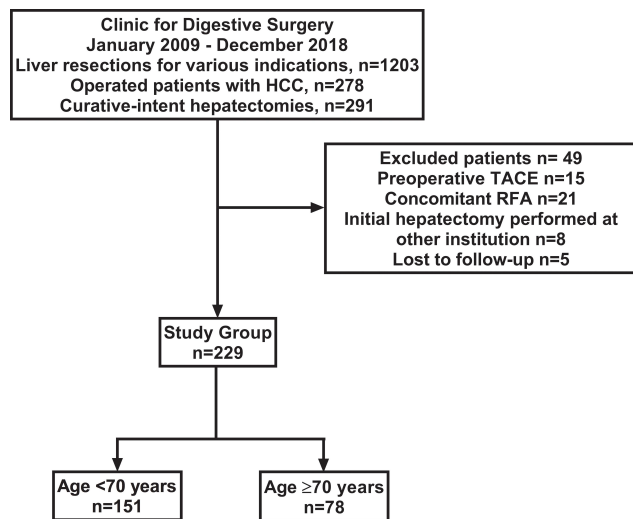 Clinic for Digestive Surgery
January 2009 - December 2018
Liver resections for various indications, n=1203
Operated patients with HCC, n=278
Curative-intent hepatectomies, n=291
Excluded patients n= 49
Preoperative TACE n=15
Concomitant RFA n=21
Initial hepatectomy performed at
other institution n=8
Lost to follow-up n=5
Study Group
n=229
Age <70 years
n=151
Age ≥70 years
n=78